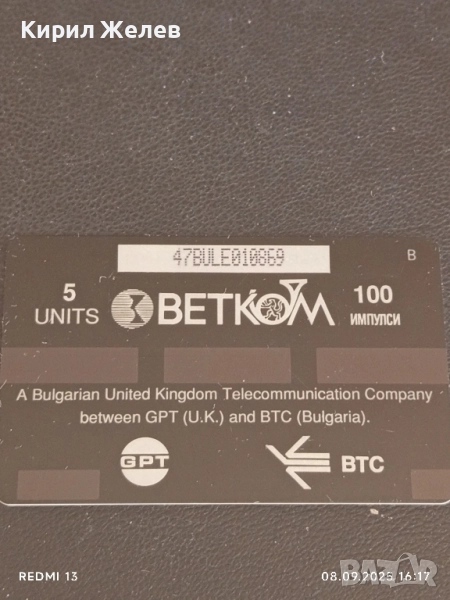 Кирил Желев
47BULE010869
B
5 UNITS BETKOM 100 ИМПУЛСИ
A Bulgarian United Kingdom Telecommunication Company
between GPT (U.K.) and BTC (Bulgaria).
GPT BTC
REDMI 13 08.09.2025 16:17
bazar